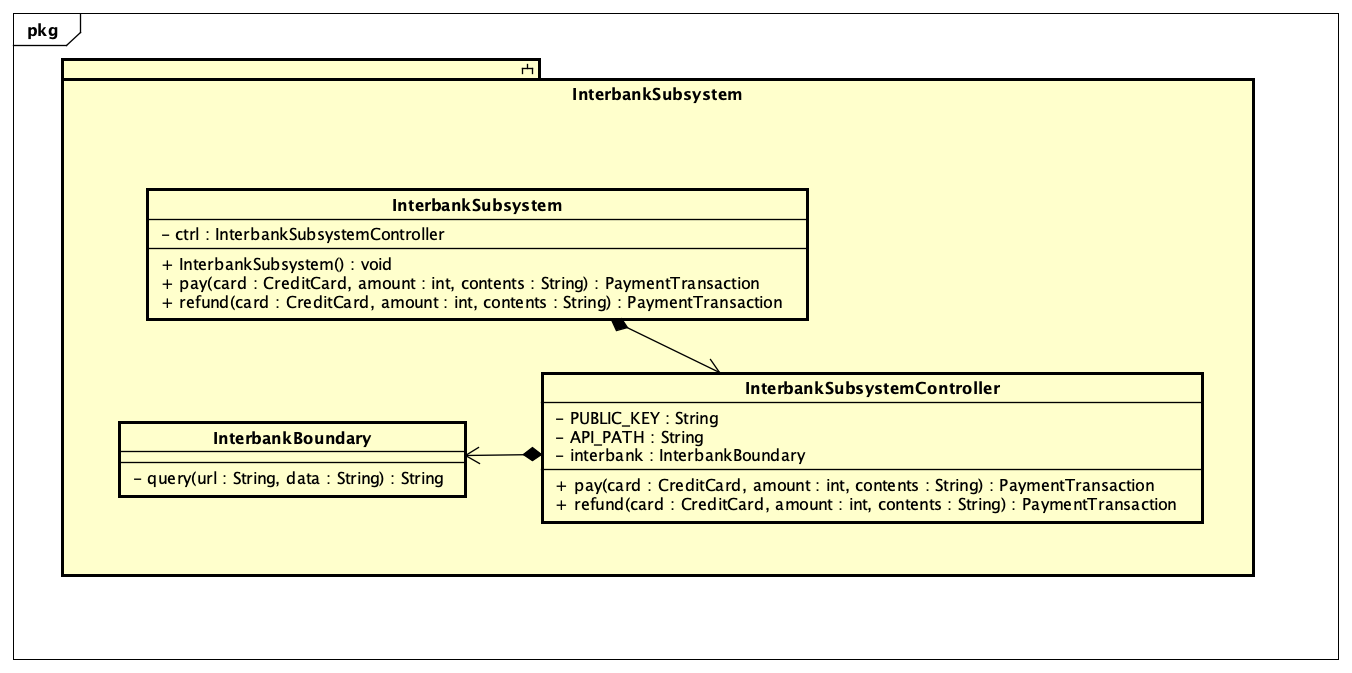 pkg
InterbankSubsystem
InterbankSubsystem
- ctrl : InterbankSubsystemController
+ InterbankSubsystem() : void
+ pay(card : CreditCard, amount : int, contents : String) : PaymentTransaction
+ refund(card : CreditCard, amount : int, contents : String) : PaymentTransaction
InterbankSubsystemController
- PUBLIC_KEY : String
- API_PATH : String
- interbank : InterbankBoundary
+ pay(card : CreditCard, amount : int, contents : String) : PaymentTransaction
+ refund(card : CreditCard, amount : int, contents : String) : PaymentTransaction
InterbankBoundary
- query(url : String, data : String) : String